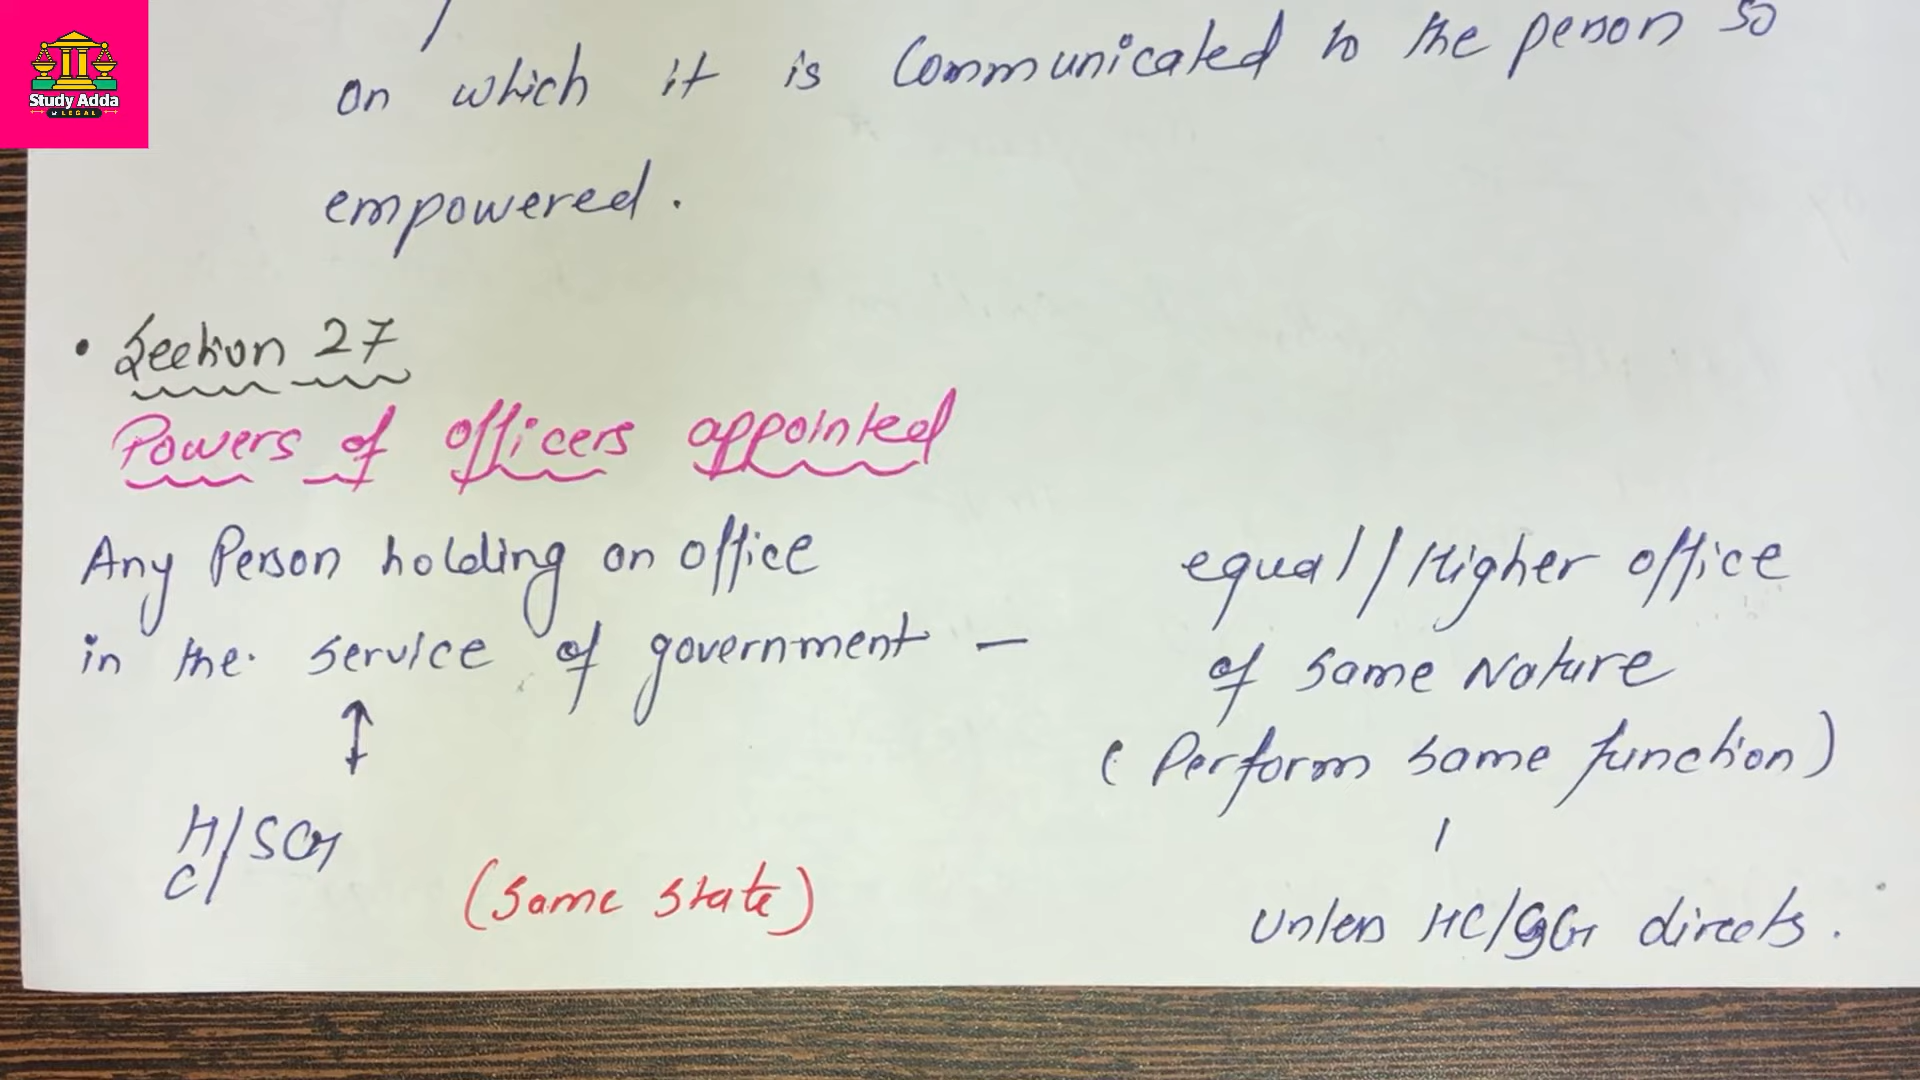 Study Adda
LEGAL
on which it is Communicated to the person so
empowered.
• Section 27
Powers of officers appointed
Any Person holding on office
in the service of government —
H/SG
C
(same state)
equal/Higher office
of same Nature
(Perform same function)
unless HC/SG directs.